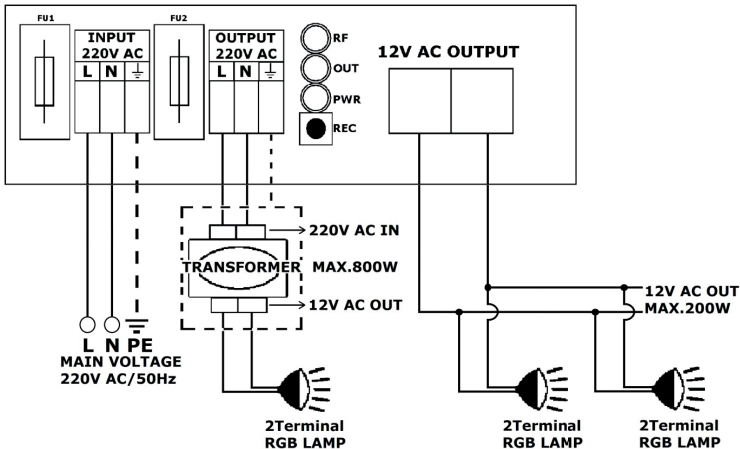 FU1
INPUT
220V AC
L N
FU2
OUTPUT
220V AC
L N
RF
OUT
PWR
REC
12V AC OUTPUT
220V AC IN
TRANSFORMER
MAX.800W
12V AC OUT
L N PE
MAIN VOLTAGE
220V AC/50Hz
2Terminal
RGB LAMP
12V AC OUT
MAX.200W
2Terminal
RGB LAMP
2Terminal
RGB LAMP